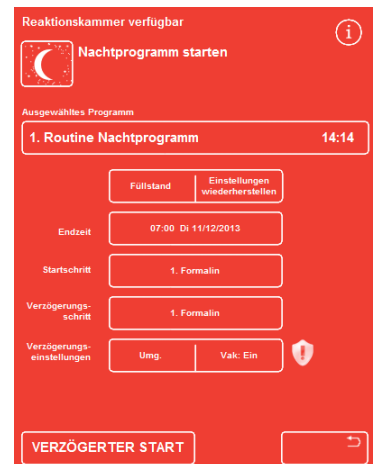 Reaktionskammer verfügbar
Nachtprogramm starten
Ausgewähltes Programm
1. Routine Nachtprogramm 14:14
Füllstand
Einstellungen
wiederherstellen
Endzeit
07:00 Di 11/12/2013
Startschritt
1. Formalin
Verzögerungs-
schritt
1. Formalin
Verzögerungs-
einstellungen
Umg.
Vak: Ein
VERZÖGERTER START